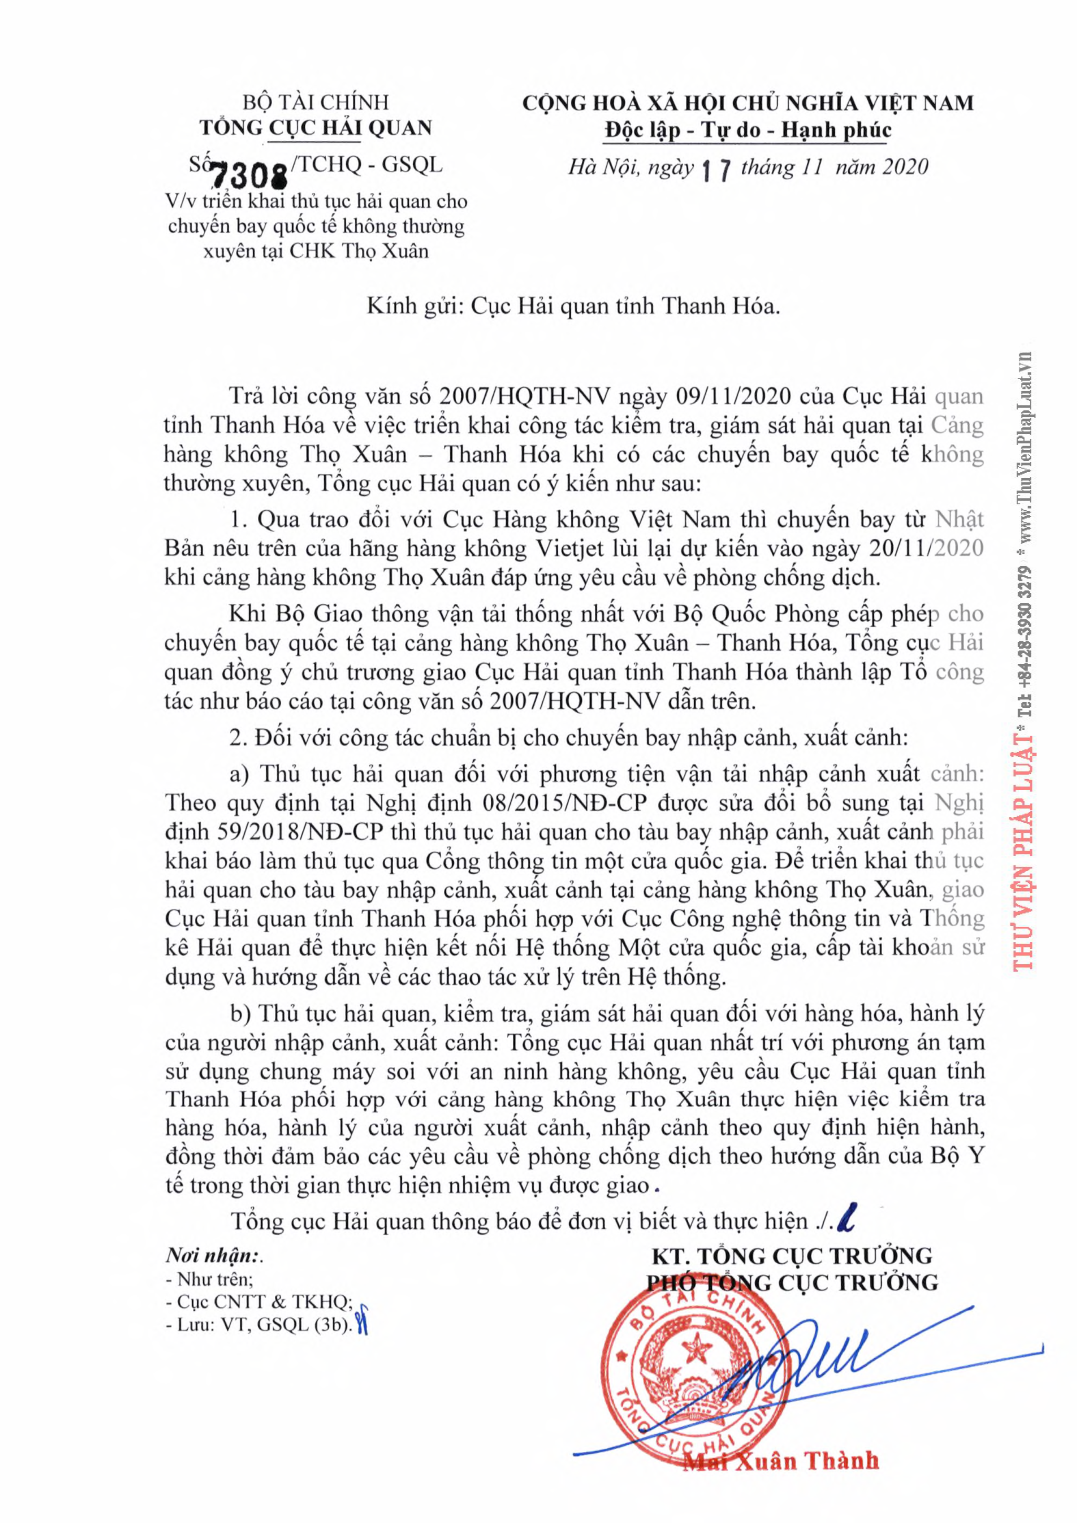 BỘ TÀI CHÍNH
TỔNG CỤC HẢI QUAN
Số 7308/TCHQ - GSQL
V/v triển khai thủ tục hải quan cho
chuyến bay quốc tế không thường
xuyên tại CHK Thọ Xuân
CỘNG HOÀ XÃ HỘI CHỦ NGHĨA VIỆT NAM
Độc lập - Tự do - Hạnh phúc
Hà Nội, ngày 17 tháng 11 năm 2020
Kính gửi: Cục Hải quan tỉnh Thanh Hóa.
Trả lời công văn số 2007/HQTH-NV ngày 09/11/2020 của Cục Hải quan
tỉnh Thanh Hóa về việc triển khai công tác kiểm tra, giám sát hải quan tại Cảng
hàng không Thọ Xuân – Thanh Hóa khi có các chuyến bay quốc tế không
thường xuyên, Tổng cục Hải quan có ý kiến như sau:
1. Qua trao đổi với Cục Hàng không Việt Nam thì chuyến bay từ Nhật
Bản nêu trên của hãng hàng không Vietjet lùi lại dự kiến vào ngày 20/11/2020
khi cảng hàng không Thọ Xuân đáp ứng yêu cầu về phòng chống dịch.
Khi Bộ Giao thông vận tải thống nhất với Bộ Quốc Phòng cấp phép cho
chuyến bay quốc tế tại cảng hàng không Thọ Xuân – Thanh Hóa, Tổng cục Hải
quan đồng ý chủ trương giao Cục Hải quan tỉnh Thanh Hóa thành lập Tổ công
tác như báo cáo tại công văn số 2007/HQTH-NV dẫn trên.
2. Đối với công tác chuẩn bị cho chuyến bay nhập cảnh, xuất cảnh:
a) Thủ tục hải quan đối với phương tiện vận tải nhập cảnh xuất cảnh:
Theo quy định tại Nghị định 08/2015/NĐ-CP được sửa đổi bổ sung tại Nghị
định 59/2018/NĐ-CP thì thủ tục hải quan cho tàu bay nhập cảnh, xuất cảnh phải
khai báo làm thủ tục qua Cổng thông tin một cửa quốc gia. Để triển khai thủ tục
hải quan cho tàu bay nhập cảnh, xuất cảnh tại cảng hàng không Thọ Xuân, giao
Cục Hải quan tỉnh Thanh Hóa phối hợp với Cục Công nghệ thông tin và Thống
kê Hải quan để thực hiện kết nối Hệ thống Một cửa quốc gia, cấp tài khoản sử
dụng và hướng dẫn về các thao tác xử lý trên Hệ thống.
b) Thủ tục hải quan, kiểm tra, giám sát hải quan đối với hàng hóa, hành lý
của người nhập cảnh, xuất cảnh: Tổng cục Hải quan nhất trí với phương án tạm
sử dụng chung máy soi với an ninh hàng không, yêu cầu Cục Hải quan tỉnh
Thanh Hóa phối hợp với cảng hàng không Thọ Xuân thực hiện việc kiểm tra
hàng hóa, hành lý của người xuất cảnh, nhập cảnh theo quy định hiện hành,
đồng thời đảm bảo các yêu cầu về phòng chống dịch theo hướng dẫn của Bộ Y
tế trong thời gian thực hiện nhiệm vụ được giao.
Tổng cục Hải quan thông báo để đơn vị biết và thực hiện ./.
Nơi nhận:.
- Như trên;
- Cục CNTT & TKHQ;
- Lưu: VT, GSQL (3b).
KT. TỔNG CỤC TRƯỞNG
PHÓ TỔNG CỤC TRƯỞNG
BỘ TÀI CHÍNH
TỔNG CỤC HẢI QUAN
Mai Xuân Thành
THƯ VIỆN PHÁP LUẬT * Tel: +84-28-3930 3279 * www.ThuVienPhapLuat.vn